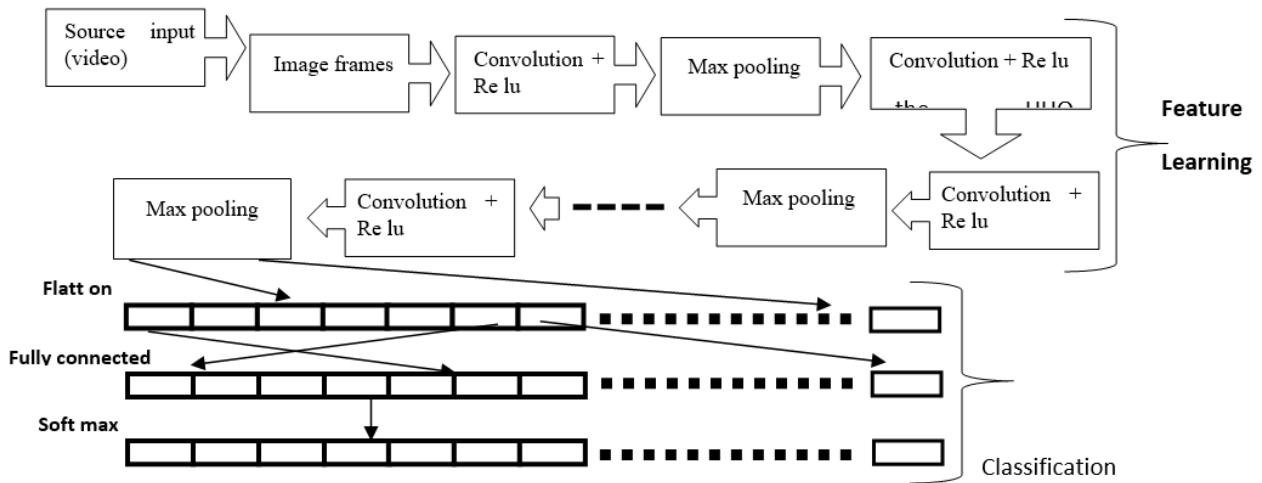 Source input
(video)
Image frames
Convolution +
Re lu
Max pooling
Convolution + Re lu
Feature
Learning
Convolution +
Re lu
Max pooling
Convolution +
Re lu
Max pooling
Flatt on
Fully connected
Soft max
Classification